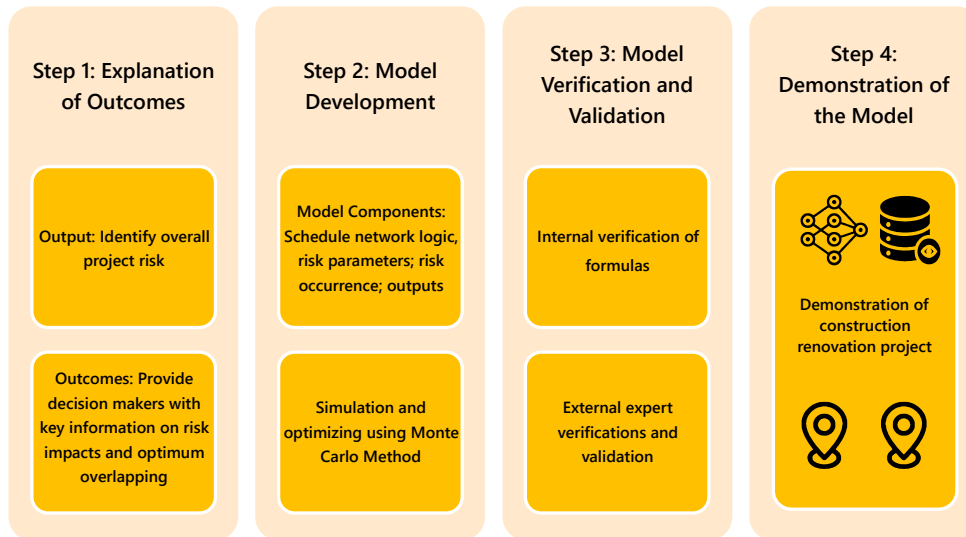 Step 1: Explanation
of Outcomes
Output: Identify overall
project risk
Outcomes: Provide
decision makers with
key information on risk
impacts and optimum
overlapping
Step 2: Model
Development
Model Components:
Schedule network logic,
risk parameters; risk
occurrence; outputs
Simulation and
optimizing using Monte
Carlo Method
Step 3: Model
Verification and
Validation
Internal verification of
formulas
External expert
verifications and
validation
Step 4:
Demonstration of
the Model
Demonstration of
construction
renovation project